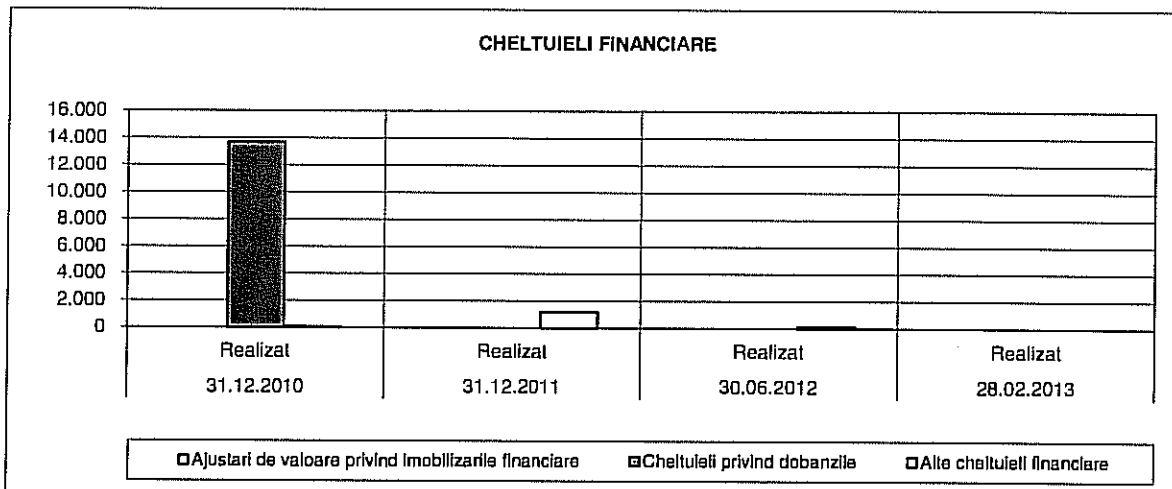 CHELTUIELI FINANCIARE
16.000
14.000
12.000
10.000
8.000
6.000
4.000
2.000
0
Realizat Realizat Realizat Realizat
31.12.2010 31.12.2011 30.06.2012 28.02.2013
Ajustari de valoare privind imobilizarile financiare Cheltuieli privind dobanzile Alte cheltuieli financiare